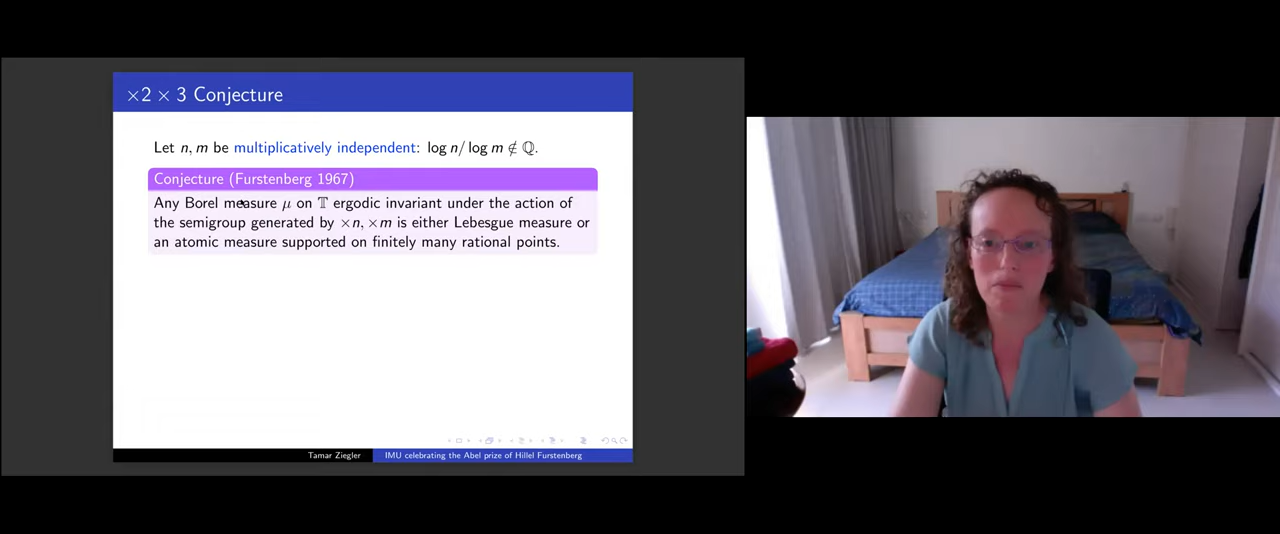 ×2 × 3 Conjecture
Let n, m be multiplicatively independent: log n/ log m ∉ ℚ.
Conjecture (Furstenberg 1967)
Any Borel measure μ on 𝕋 ergodic invariant under the action of
the semigroup generated by ×n, ×m is either Lebesgue measure or
an atomic measure supported on finitely many rational points.
Tamar Ziegler
IMU celebrating the Abel prize of Hillel Furstenberg